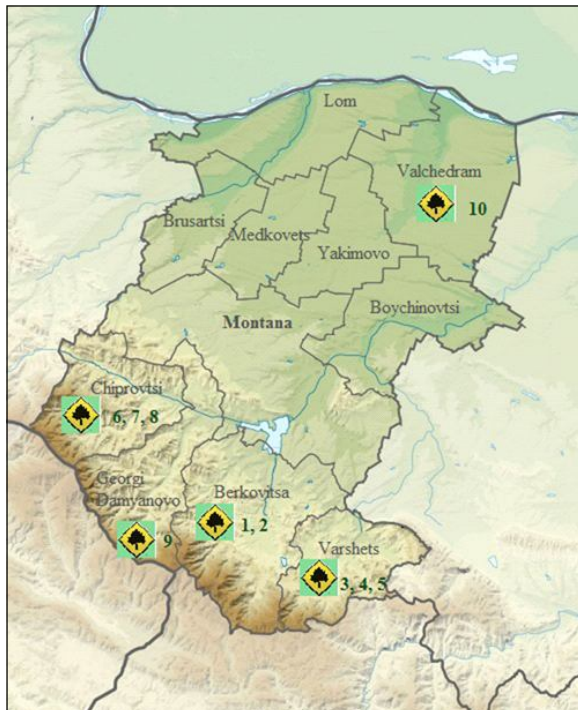 Lom
Valchedram
10
Brusartsi
Medkovets
Yakimovo
Boychinovtsi
Montana
Chiprovtsi
6, 7, 8
Georgi
Damyanovo
9
Berkovitsa
1, 2
Varshets
3, 4, 5